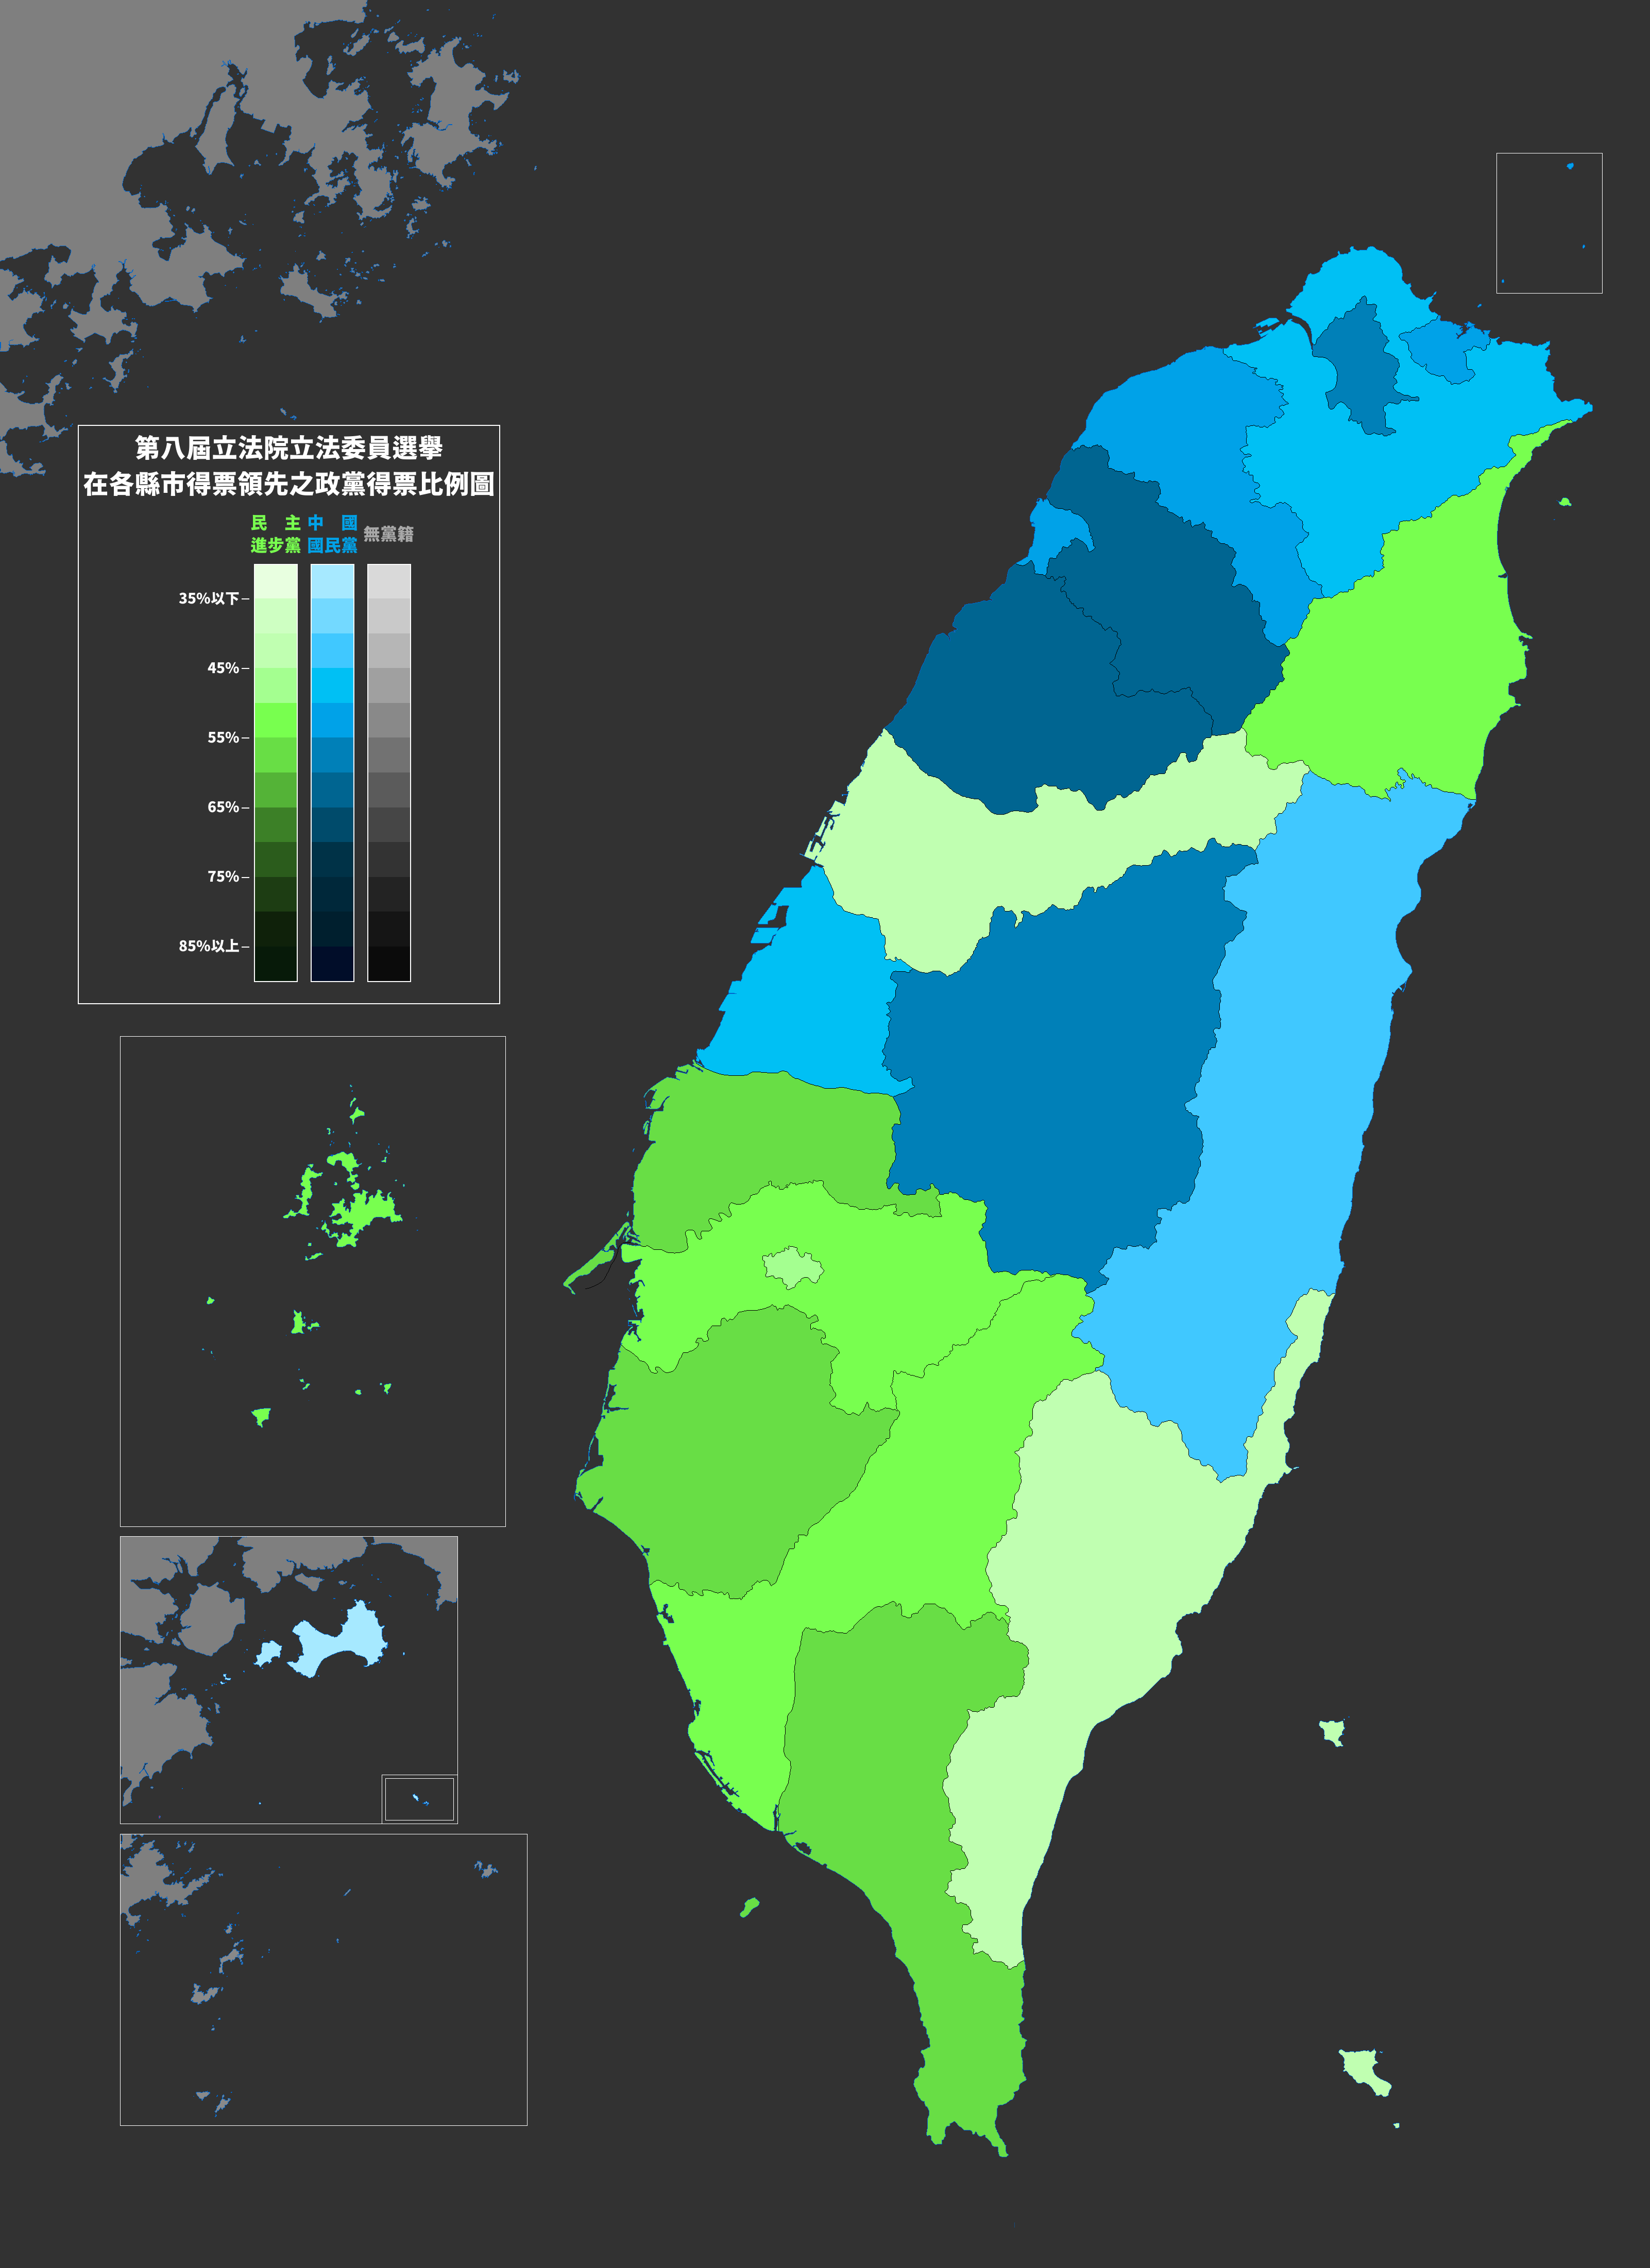 第八屆立法院立法委員選舉
在各縣市得票領先之政黨得票比例圖
民　主
進步黨
中　國
國民黨
無黨籍
35%以下
45%
55%
65%
75%
85%以上